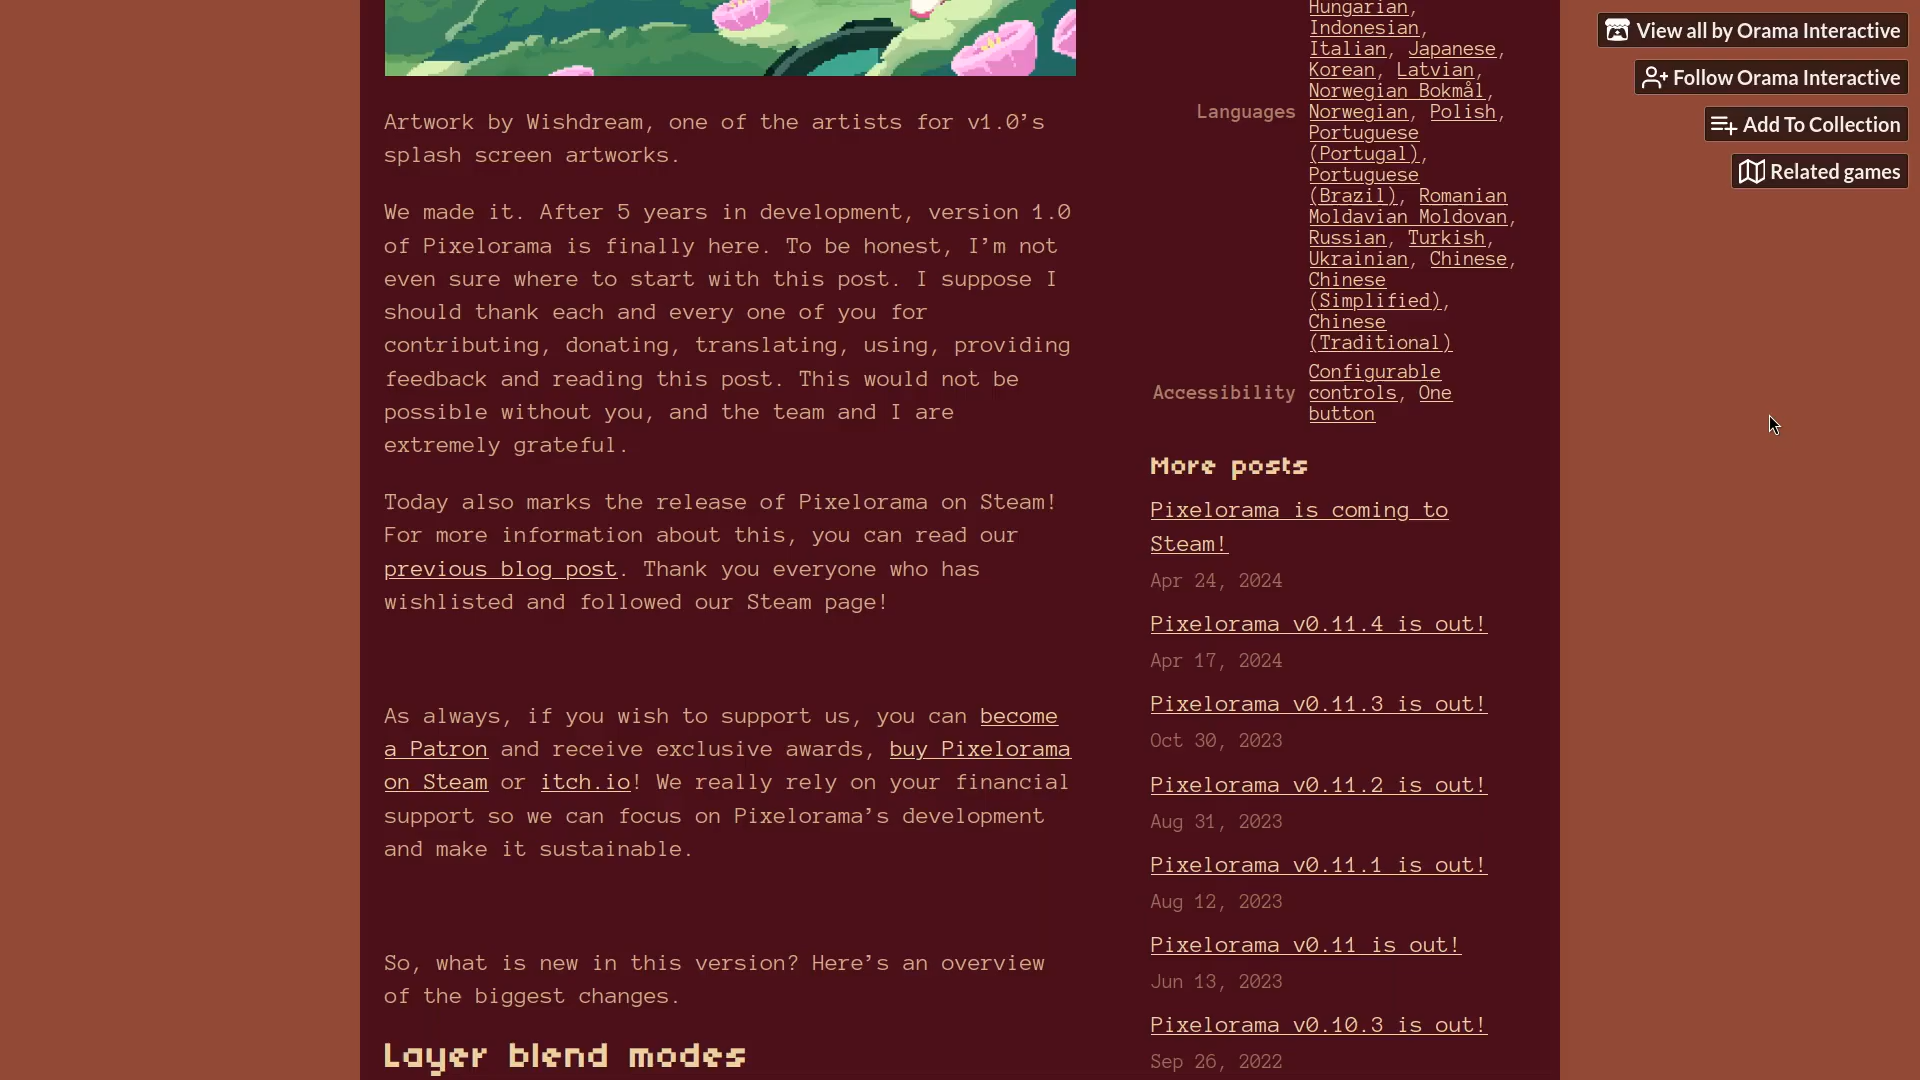 Artwork by Wishdream, one of the artists for v1.0’s
splash screen artworks.
We made it. After 5 years in development, version 1.0
of Pixelorama is finally here. To be honest, I’m not
even sure where to start with this post. I suppose I
should thank each and every one of you for
contributing, donating, translating, using, providing
feedback and reading this post. This would not be
possible without you, and the team and I are
extremely grateful.
Today also marks the release of Pixelorama on Steam!
For more information about this, you can read our
previous blog post. Thank you everyone who has
wishlisted and followed our Steam page!
As always, if you wish to support us, you can become
a Patron and receive exclusive awards, buy Pixelorama
on Steam or itch.io! We really rely on your financial
support so we can focus on Pixelorama’s development
and make it sustainable.
So, what is new in this version? Here’s an overview
of the biggest changes.
Layer blend modes
Languages
Hungarian,
Indonesian,
Italian, Japanese,
Korean, Latvian,
Norwegian Bokmål,
Norwegian, Polish,
Portuguese
(Portugal),
Portuguese
(Brazil), Romanian
Moldavian Moldovan,
Russian, Turkish,
Ukrainian, Chinese,
Chinese
(Simplified),
Chinese
(Traditional)
Accessibility
Configurable
controls, One
button
More posts
Pixelorama is coming to
Steam!
Apr 24, 2024
Pixelorama v0.11.4 is out!
Apr 17, 2024
Pixelorama v0.11.3 is out!
Oct 30, 2023
Pixelorama v0.11.2 is out!
Aug 31, 2023
Pixelorama v0.11.1 is out!
Aug 12, 2023
Pixelorama v0.11 is out!
Jun 13, 2023
Pixelorama v0.10.3 is out!
Sep 26, 2022
View all by Orama Interactive
Follow Orama Interactive
Add To Collection
Related games